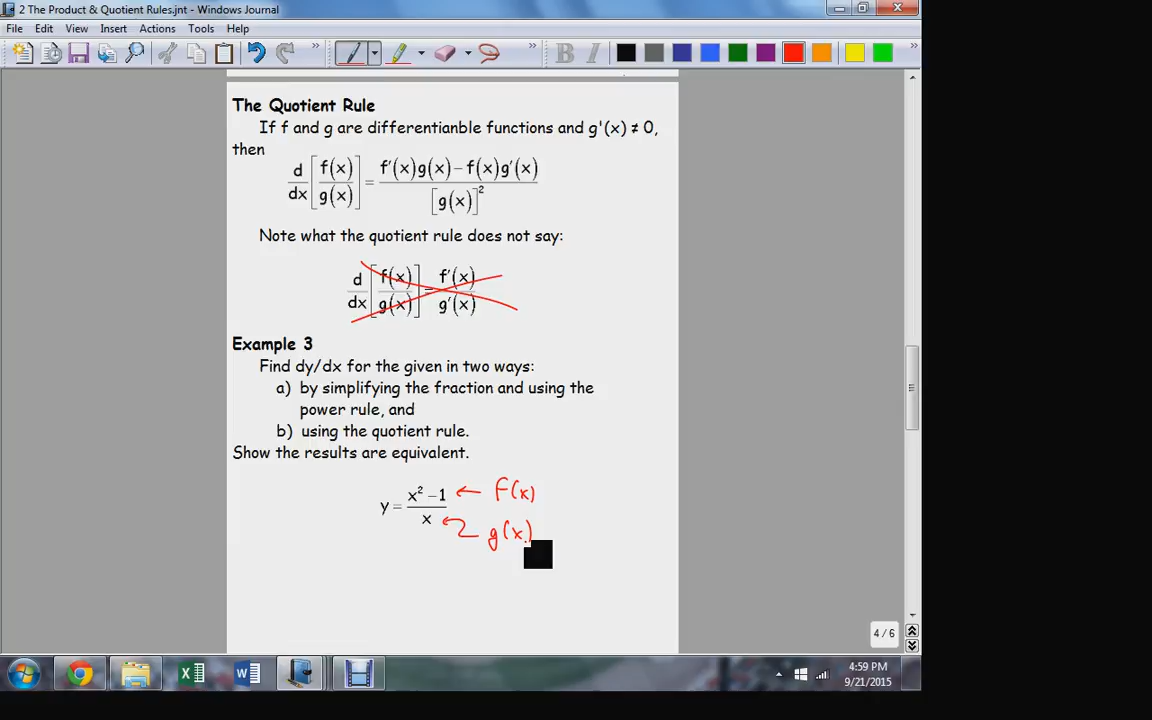 2 The Product & Quotient Rules.jnt - Windows Journal
File Edit View Insert Actions Tools Help
» » B I »
The Quotient Rule
If f and g are differentianble functions and g'(x) ≠ 0,
then
d/dx [f(x)/g(x)] = f'(x)g(x) − f(x)g'(x) / [g(x)]²
Note what the quotient rule does not say:
d/dx [f(x)/g(x)] = f'(x)/g'(x)
Example 3
Find dy/dx for the given in two ways:
a) by simplifying the fraction and using the
power rule, and
b) using the quotient rule.
Show the results are equivalent.
y = x² − 1 / x
← f(x)
g(x)
4 / 6
4:59 PM
9/21/2015